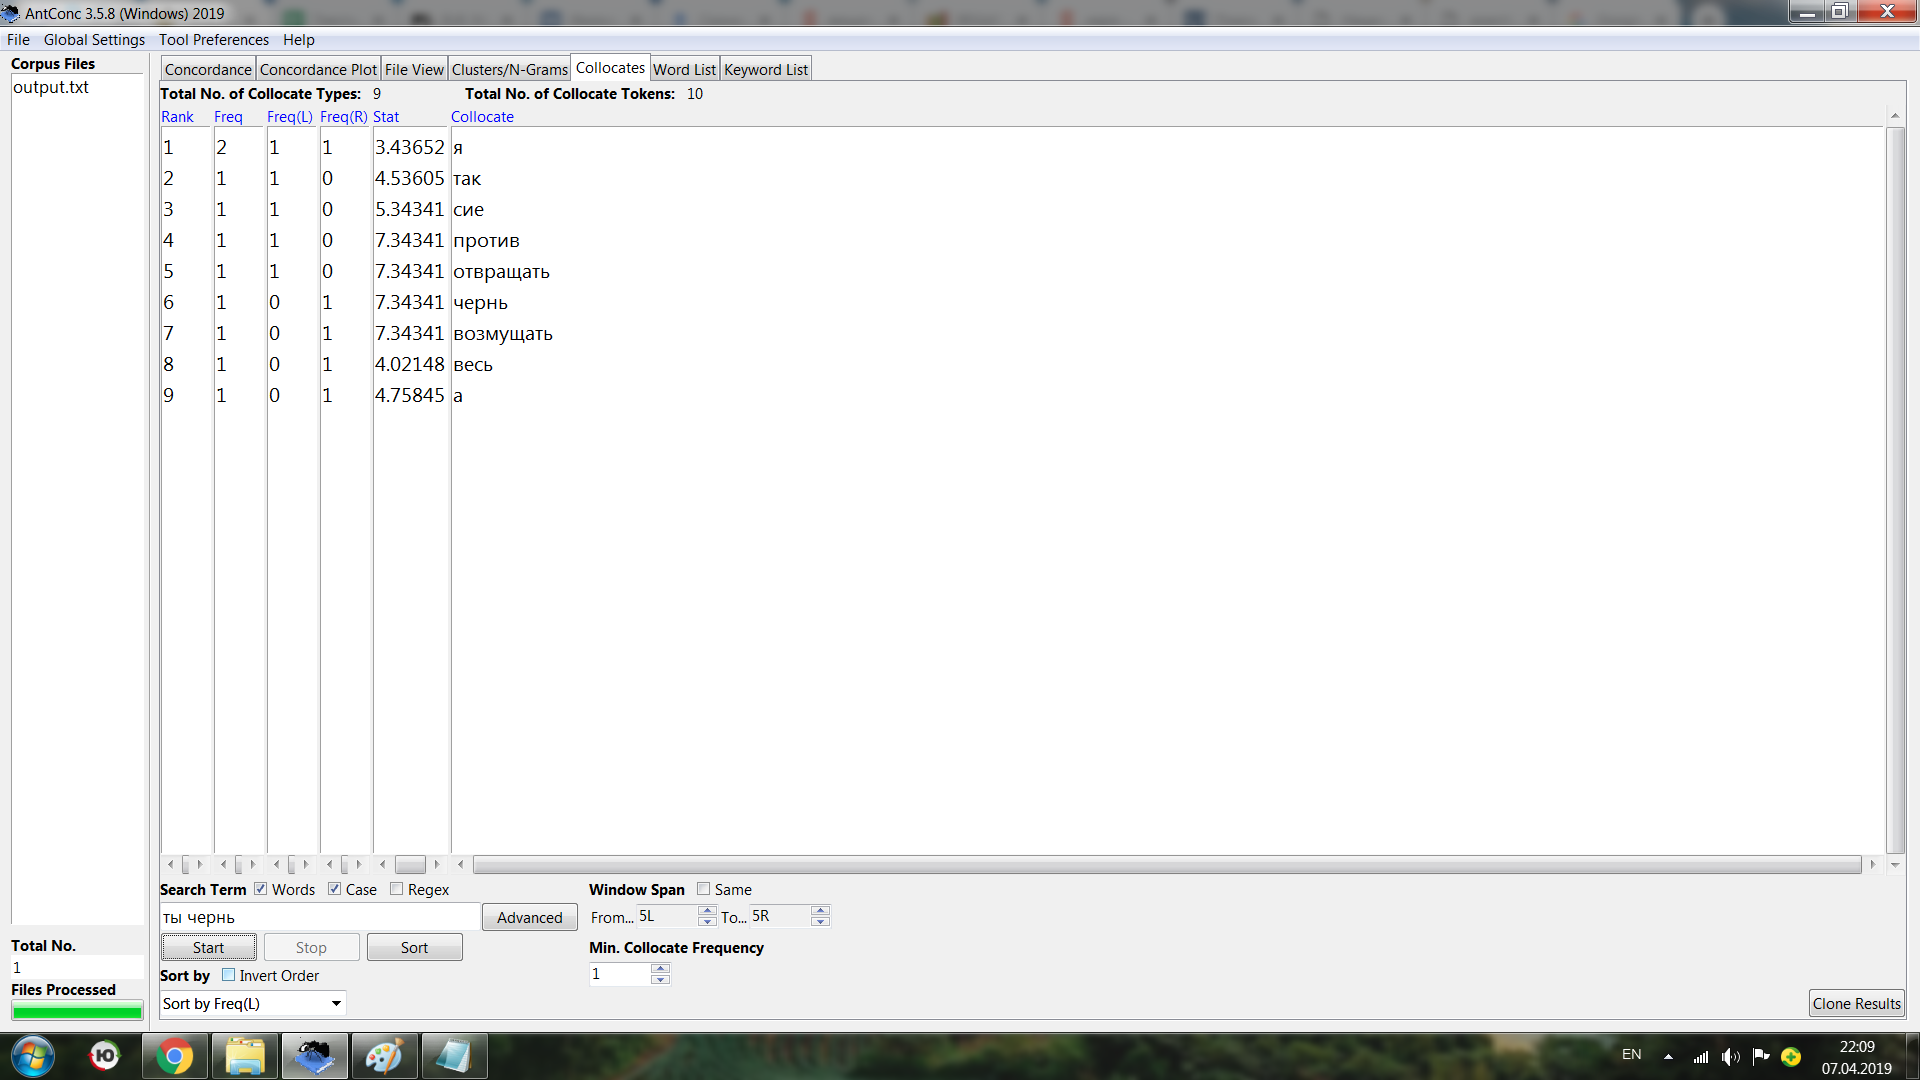 AntConc 3.5.8 (Windows) 2019
File Global Settings Tool Preferences Help
Corpus Files
output.txt
Concordance Concordance Plot File View Clusters/N-Grams Collocates Word List Keyword List
Total No. of Collocate Types: 9 Total No. of Collocate Tokens: 10
Rank Freq Freq(L) Freq(R) Stat Collocate
1 2 1 1 3.43652 я
2 1 1 0 4.53605 так
3 1 1 0 5.34341 сие
4 1 1 0 7.34341 против
5 1 1 0 7.34341 отвращать
6 1 0 1 7.34341 чернь
7 1 0 1 7.34341 возмущать
8 1 0 1 4.02148 весь
9 1 0 1 4.75845 а
Search Term Words Case Regex
ты чернь
Advanced
Start Stop Sort
Sort by Invert Order
Sort by Freq(L)
Window Span Same
From... 5L To... 5R
Min. Collocate Frequency
1
Total No.
1
Files Processed
Clone Results
Ю
EN
22:09
07.04.2019